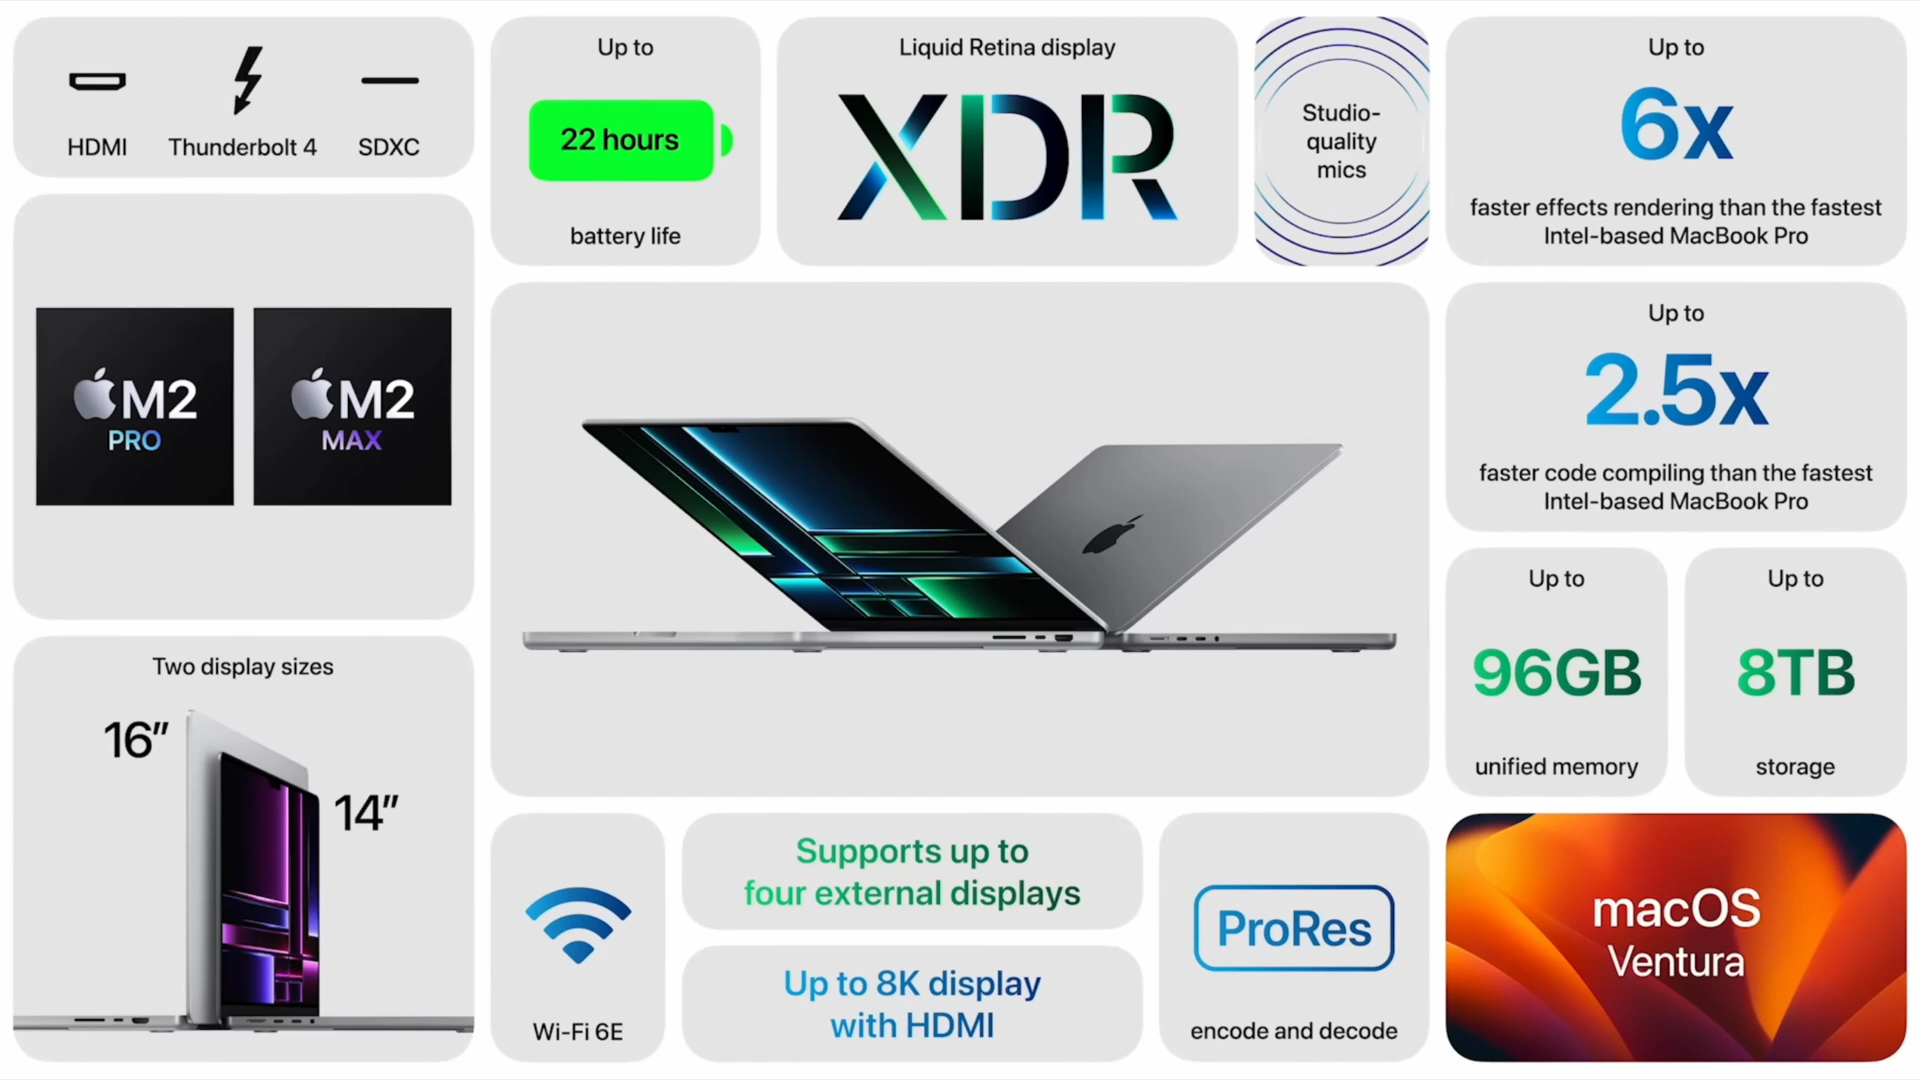 HDMI
Thunderbolt 4
SDXC
Up to
22 hours
battery life
Liquid Retina display
XDR
Studio-
quality
mics
Up to
6x
faster effects rendering than the fastest
Intel-based MacBook Pro
M2
PRO
M2
MAX
Up to
2.5x
faster code compiling than the fastest
Intel-based MacBook Pro
Two display sizes
16”
14”
Up to
96GB
unified memory
Up to
8TB
storage
Wi-Fi 6E
Supports up to
four external displays
Up to 8K display
with HDMI
ProRes
encode and decode
macOS
Ventura